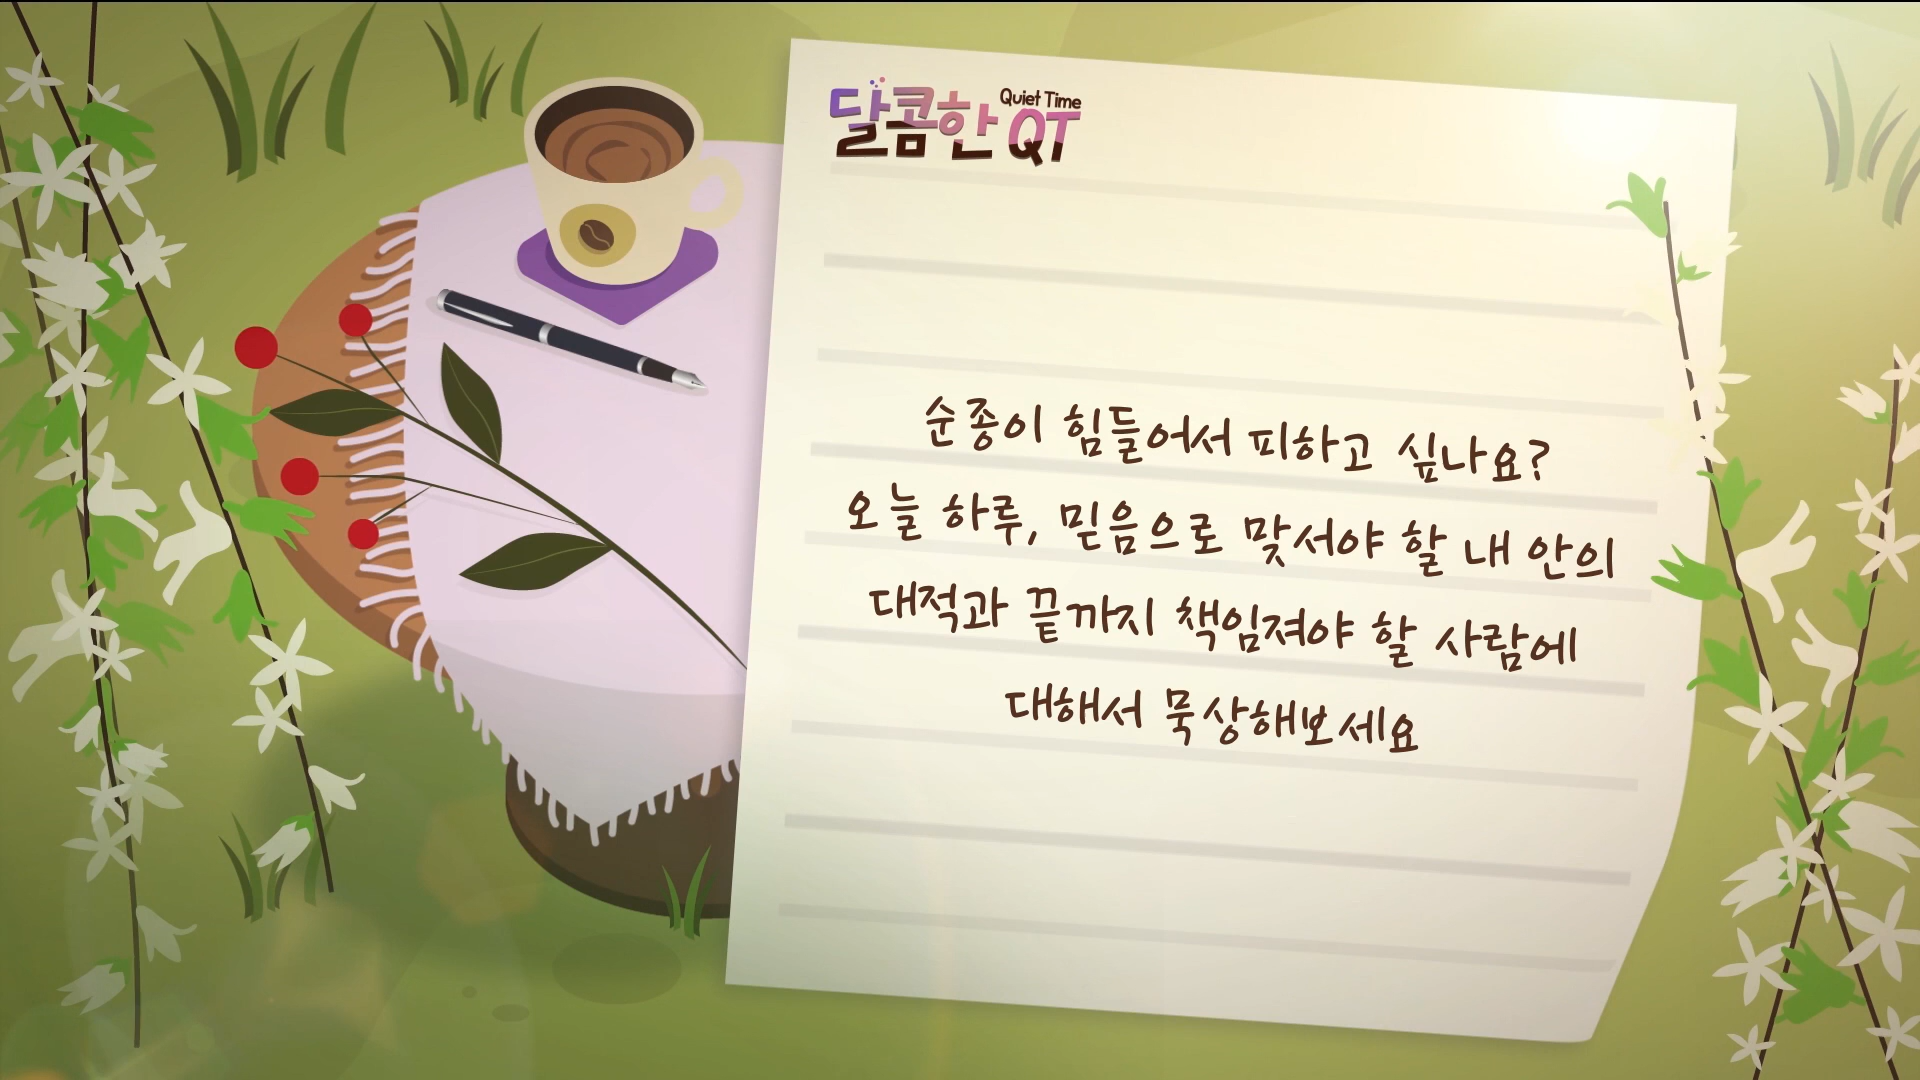 달콤한 QT
Quiet Time
순종이 힘들어서 피하고 싶나요?
오늘 하루, 믿음으로 맞서야 할 내 안의
대적과 끝까지 책임져야 할 사람에
대해서 묵상해보세요